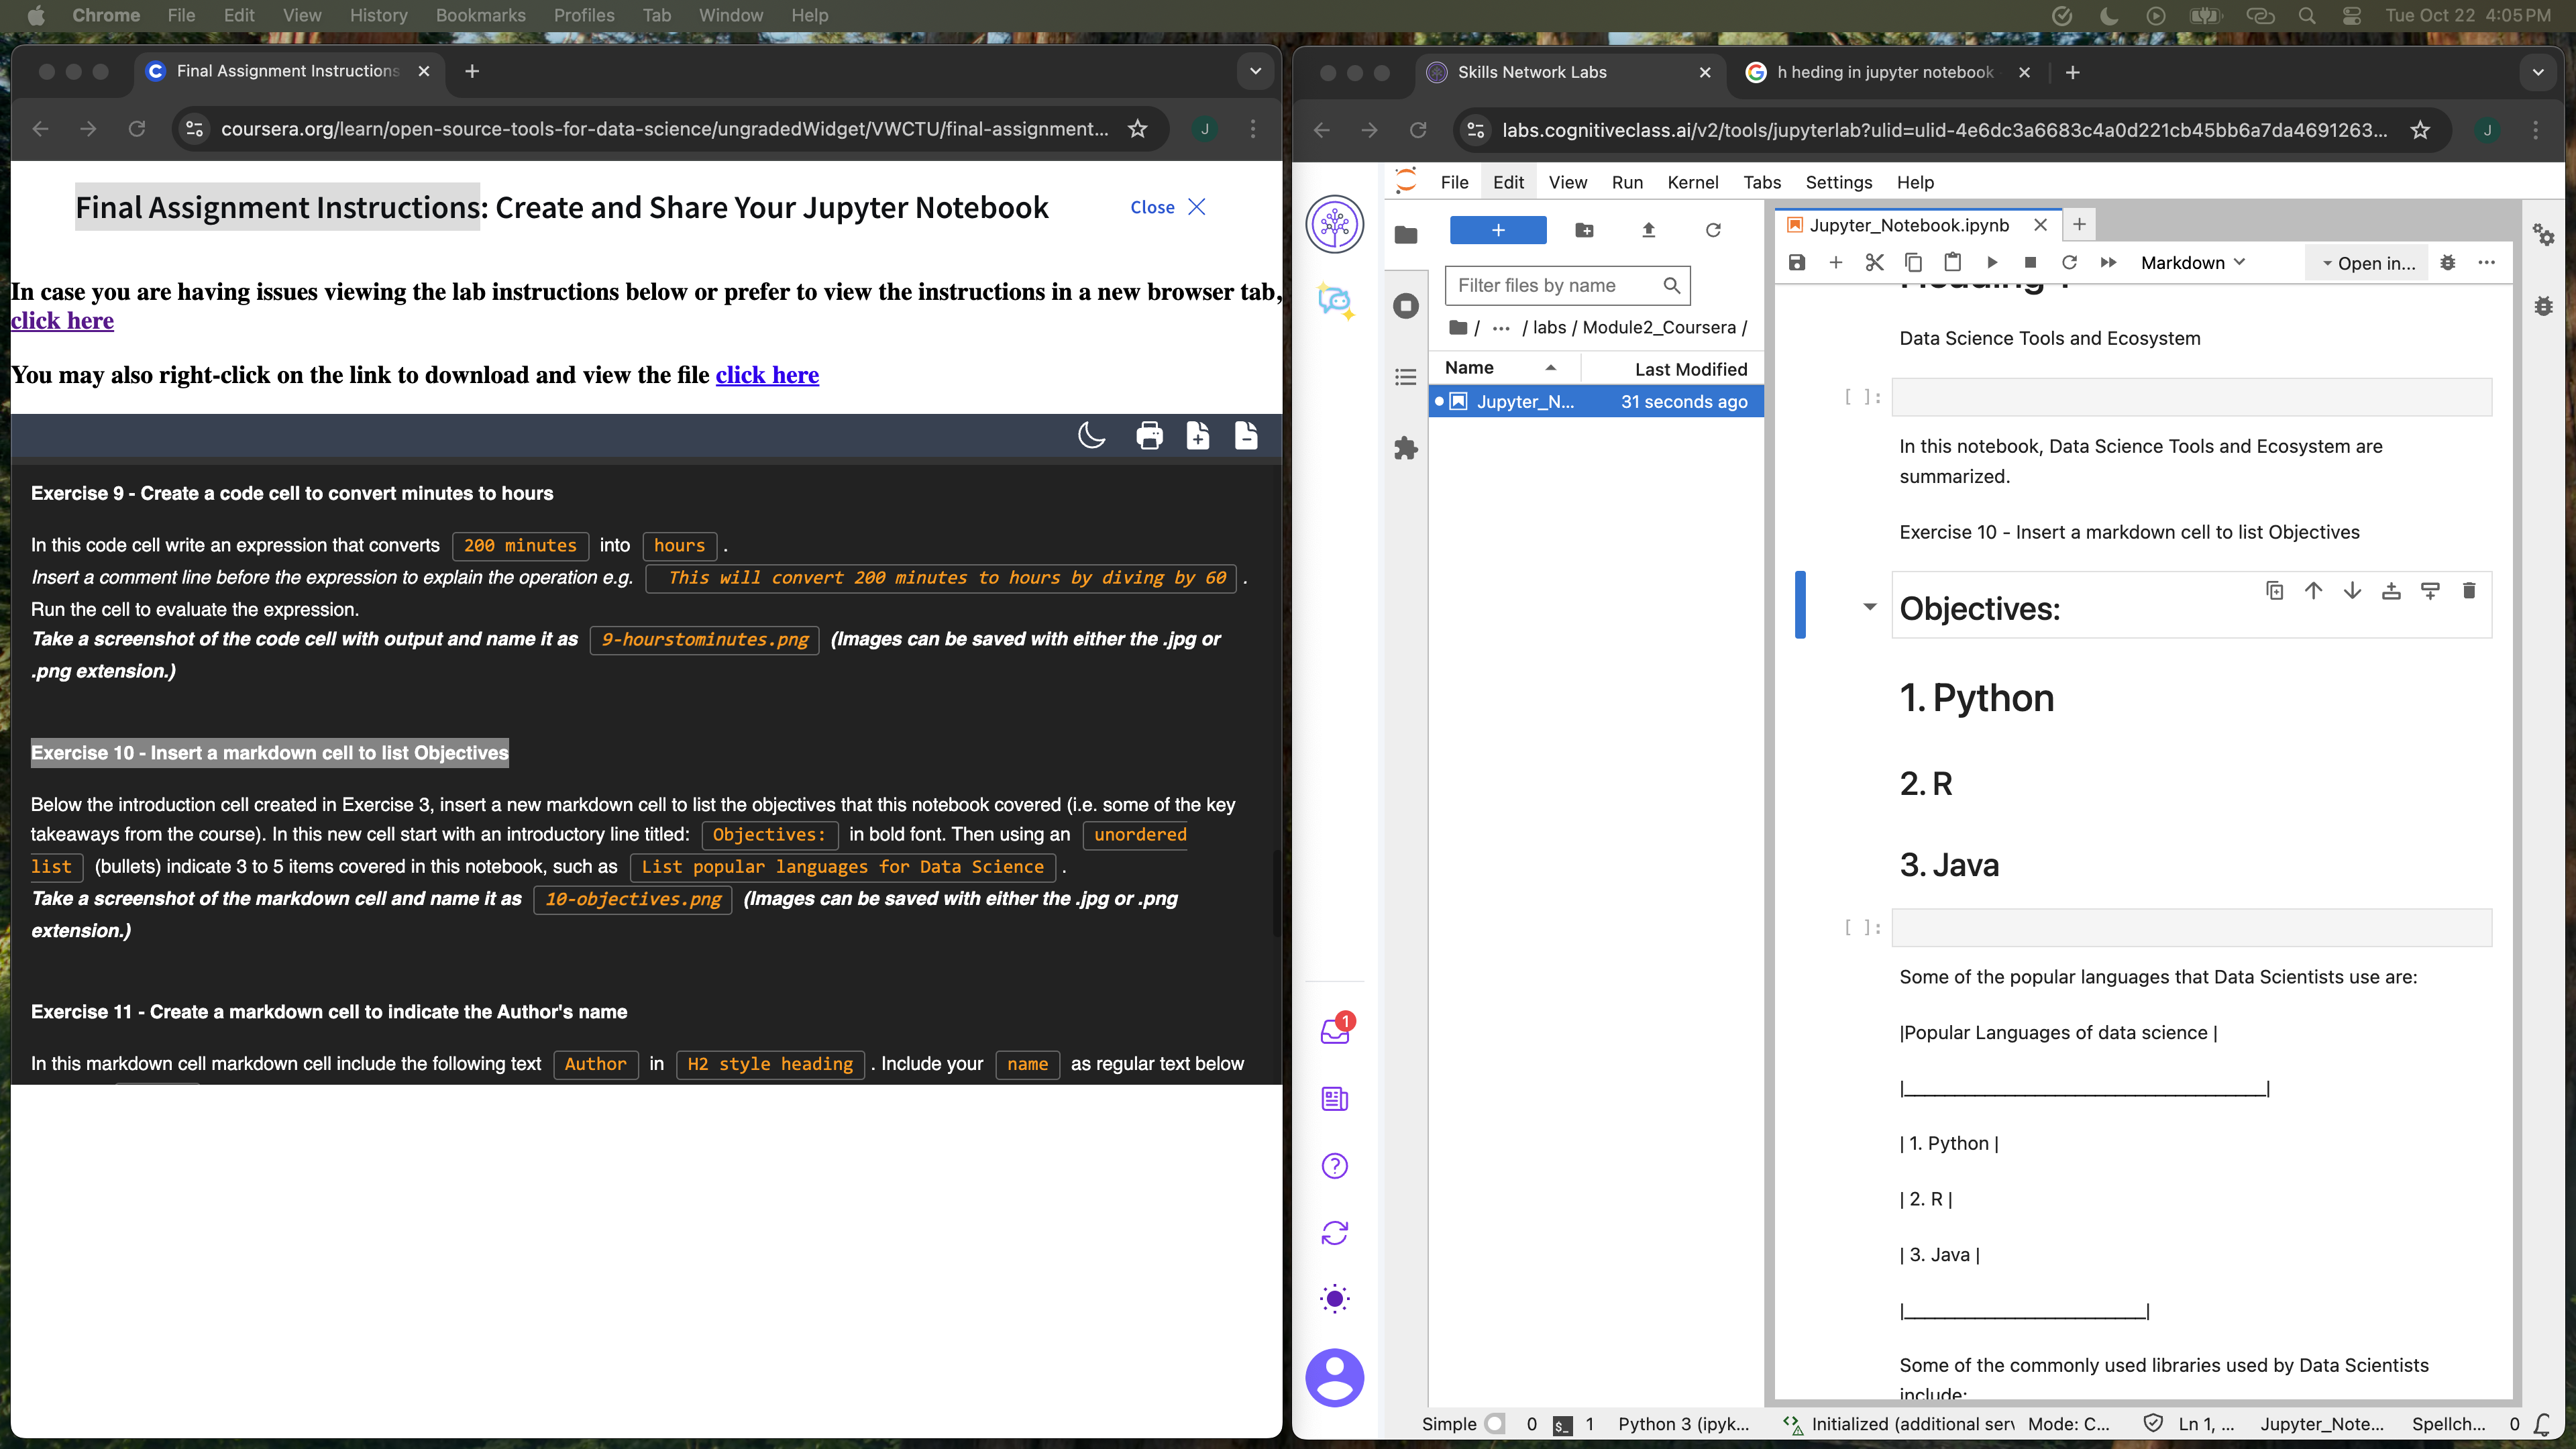 Chrome File Edit View History Bookmarks Profiles Tab Window Help
Tue Oct 22 4:05 PM
Final Assignment Instructions
coursera.org/learn/open-source-tools-for-data-science/ungradedWidget/VWCTU/final-assignment...
J
Final Assignment Instructions: Create and Share Your Jupyter Notebook
Close
In case you are having issues viewing the lab instructions below or prefer to view the instructions in a new browser tab,
click here
You may also right-click on the link to download and view the file click here
Exercise 9 - Create a code cell to convert minutes to hours
In this code cell write an expression that converts 200 minutes into hours .
Insert a comment line before the expression to explain the operation e.g. This will convert 200 minutes to hours by diving by 60 .
Run the cell to evaluate the expression.
Take a screenshot of the code cell with output and name it as 9-hourstominutes.png (Images can be saved with either the .jpg or
.png extension.)
Exercise 10 - Insert a markdown cell to list Objectives
Below the introduction cell created in Exercise 3, insert a new markdown cell to list the objectives that this notebook covered (i.e. some of the key
takeaways from the course). In this new cell start with an introductory line titled: Objectives: in bold font. Then using an unordered
list (bullets) indicate 3 to 5 items covered in this notebook, such as List popular languages for Data Science .
Take a screenshot of the markdown cell and name it as 10-objectives.png (Images can be saved with either the .jpg or .png
extension.)
Exercise 11 - Create a markdown cell to indicate the Author's name
In this markdown cell markdown cell include the following text Author in H2 style heading . Include your name as regular text below
Skills Network Labs
h heding in jupyter notebook
labs.cognitiveclass.ai/v2/tools/jupyterlab?ulid=ulid-4e6dc3a6683c4a0d221cb45bb6a7da4691263...
J
File Edit View Run Kernel Tabs Settings Help
Filter files by name
/ ... / labs / Module2_Coursera /
Name Last Modified
Jupyter_N... 31 seconds ago
1
Jupyter_Notebook.ipynb
Markdown
Open in...
Data Science Tools and Ecosystem
[ ]:
In this notebook, Data Science Tools and Ecosystem are
summarized.
Exercise 10 - Insert a markdown cell to list Objectives
Objectives:
1. Python
2. R
3. Java
[ ]:
Some of the popular languages that Data Scientists use are:
|Popular Languages of data science |
|_________________________________|
| 1. Python |
| 2. R |
| 3. Java |
|______________________|
Some of the commonly used libraries used by Data Scientists
include:
Simple 0 $_ 1 Python 3 (ipyk... Initialized (additional serv Mode: C... Ln 1, ... Jupyter_Note... Spellch... 0